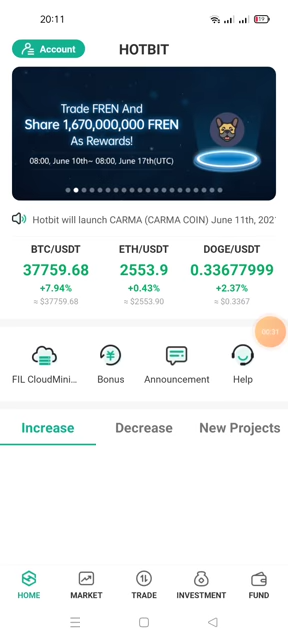 20:11
19
Account
HOTBIT
Trade FREN And
Share 1,670,000,000 FREN
As Rewards!
08:00, June 10th~ 08:00, June 17th(UTC)
Hotbit will launch CARMA (CARMA COIN) June 11th, 202
BTC/USDT ETH/USDT DOGE/USDT
37759.68 2553.9 0.33677999
+7.94% +0.43% +2.37%
≈ $37759.68 ≈ $2553.90 ≈ $0.3367
00:31
FIL CloudMini... Bonus Announcement Help
Increase Decrease New Projects
HOME MARKET TRADE INVESTMENT FUND